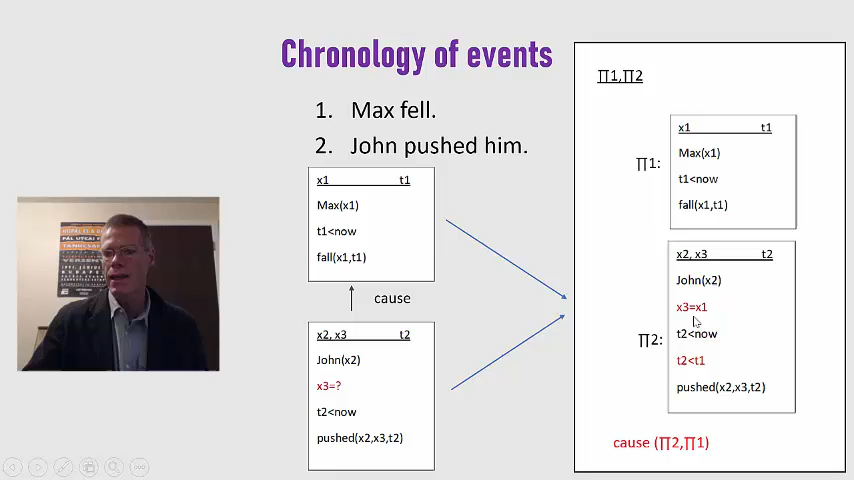 Chronology of events
1. Max fell.
2. John pushed him.
x1 t1
Max(x1)
t1<now
fall(x1,t1)
cause
x2, x3 t2
John(x2)
x3=?
t2<now
pushed(x2,x3,t2)
∏1,∏2
∏1:
x1 t1
Max(x1)
t1<now
fall(x1,t1)
∏2:
x2, x3 t2
John(x2)
x3=x1
t2<now
t2<t1
pushed(x2,x3,t2)
cause (∏2,∏1)